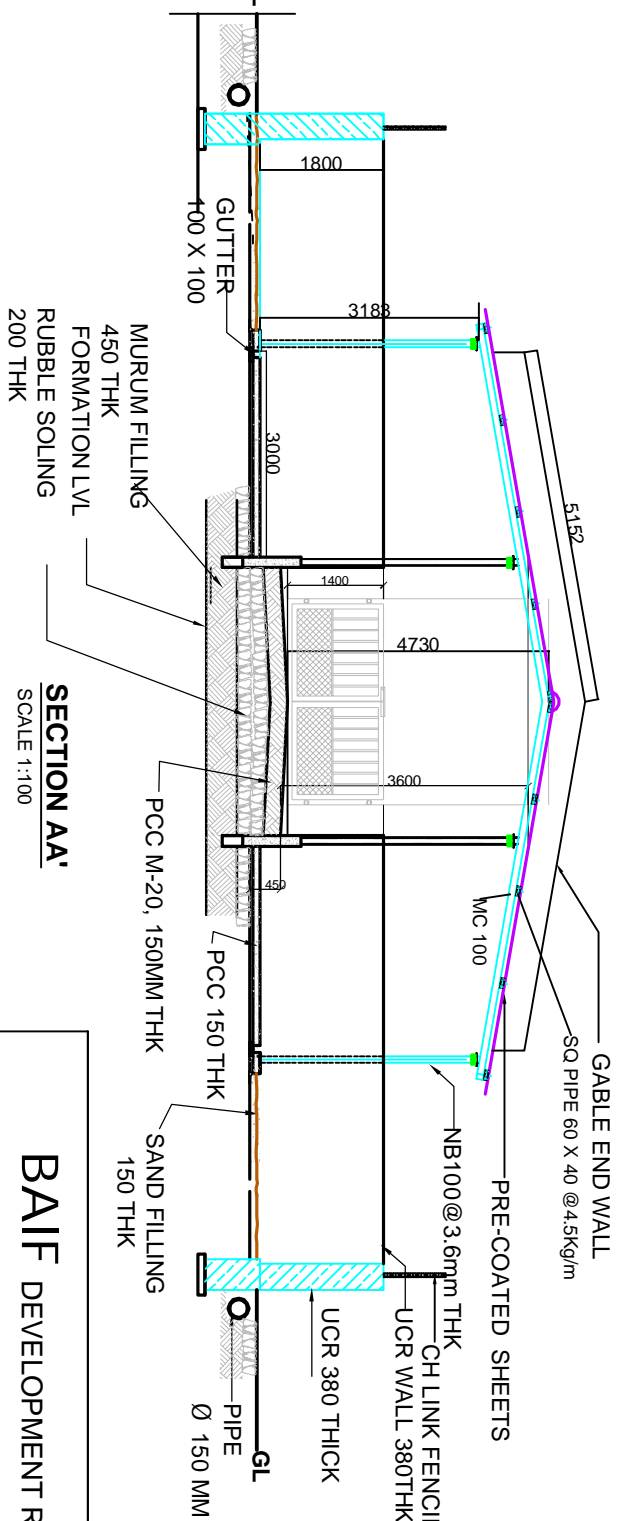 1800
GUTTER
100 X 100
3183
5152
3000
MURUM FILLING
450 THK
FORMATION LVL
RUBBLE SOLING
200 THK
1400
4730
3600
450
SECTION AA'
SCALE 1:100
PCC M-20, 150MM THK
PCC 150 THK
SAND FILLING
150 THK
MC 100
GABLE END WALL
SQ PIPE 60 X 40 @4.5Kg/m
PRE-COATED SHEETS
NB100@3.6mm THK
CH LINK FENCI
UCR WALL 380THK
UCR 380 THICK
PIPE
Ø 150 MM
GL
BAIF DEVELOPMENT R